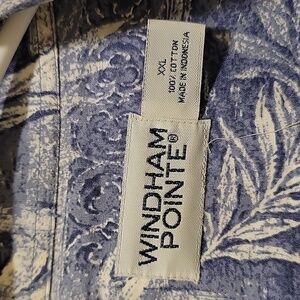 WINDHAM
POINTE®
XXL
100% COTTON
MADE IN INDONESIA